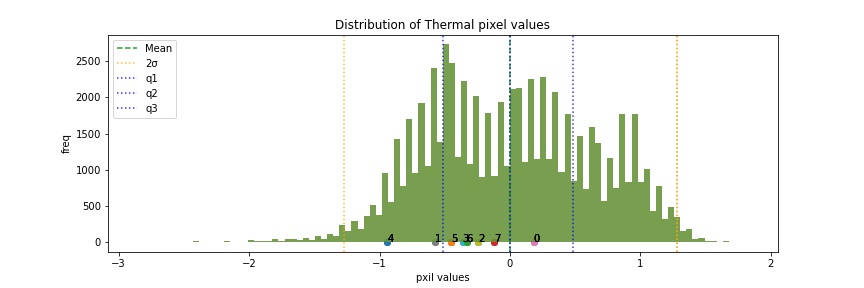 Distribution of Thermal pixel values
Mean
2σ
q1
q2
q3
freq
2500
2000
1500
1000
500
0
4 1 5 3 6 2 7 0
−3 −2 −1 0 1 2
pxil values